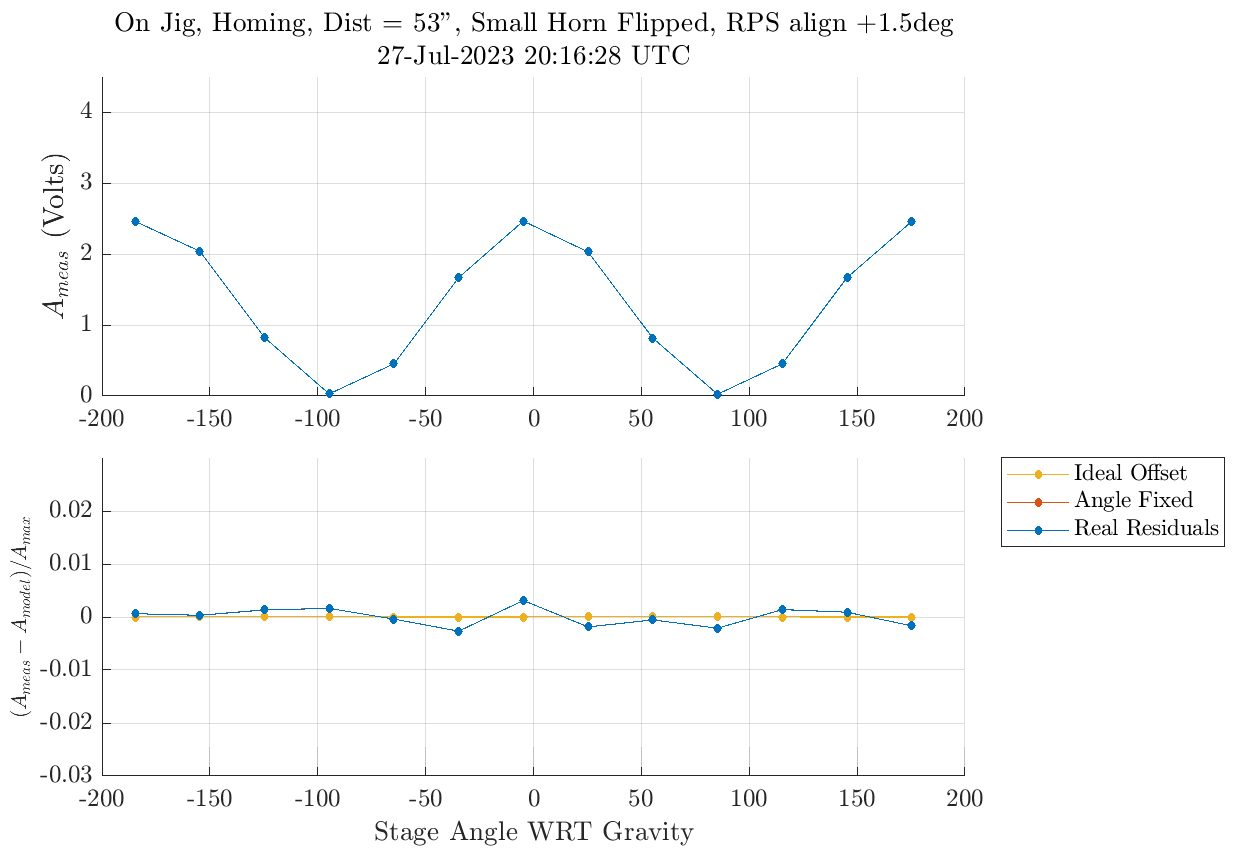 On Jig, Homing, Dist = 53", Small Horn Flipped, RPS align +1.5deg
27-Jul-2023 20:16:28 UTC
A_meas (Volts)
4
3
2
1
0
-200 -150 -100 -50 0 50 100 150 200
(A_meas − A_model)/A_max
0.02
0.01
0
-0.01
-0.02
-0.03
-200 -150 -100 -50 0 50 100 150 200
Stage Angle WRT Gravity
Ideal Offset
Angle Fixed
Real Residuals